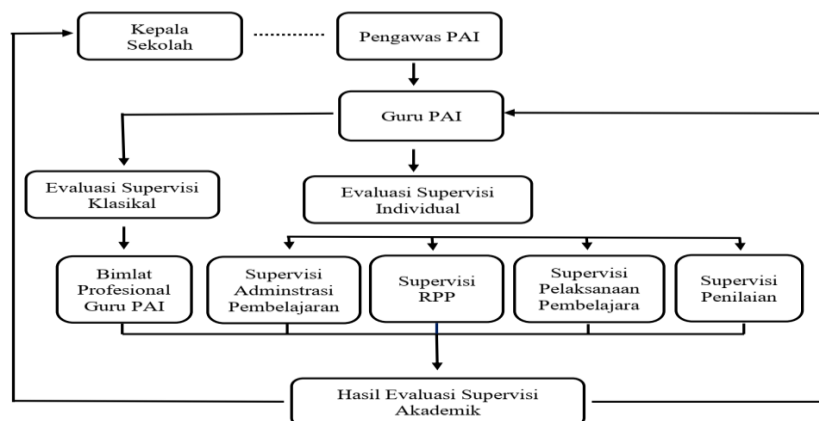 Kepala
Sekolah
Pengawas PAI
Guru PAI
Evaluasi Supervisi
Klasikal
Evaluasi Supervisi
Individual
Bimlat
Profesional
Guru PAI
Supervisi
Adminstrasi
Pembelajaran
Supervisi
RPP
Supervisi
Pelaksanaan
Pembelajara
Supervisi
Penilaian
Hasil Evaluasi Supervisi
Akademik